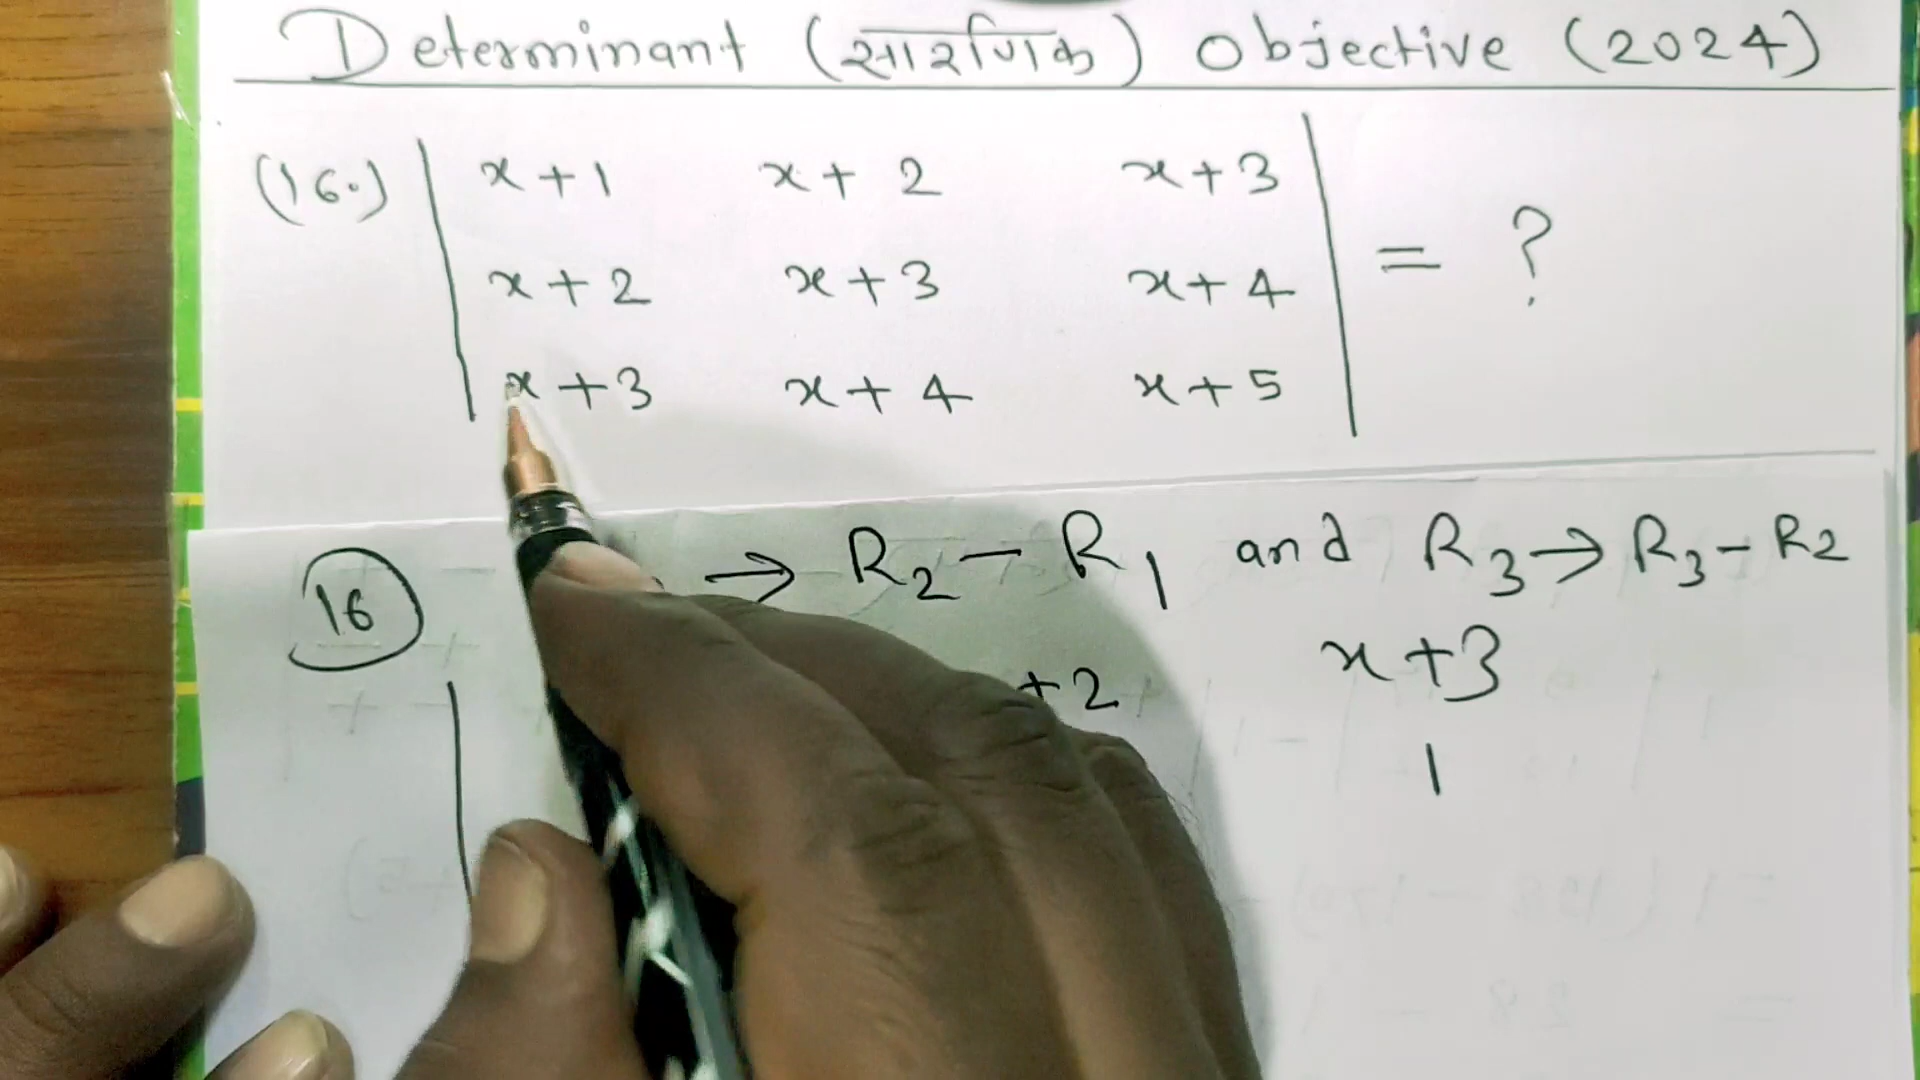 Determinant (सारणिक) Objective (2024)
(16.) | x+1 x+2 x+3 | = ?
x+2 x+3 x+4
x+3 x+4 x+5
16 → R₂ - R₁ and R₃ → R₃ - R₂
+2 x+3
1